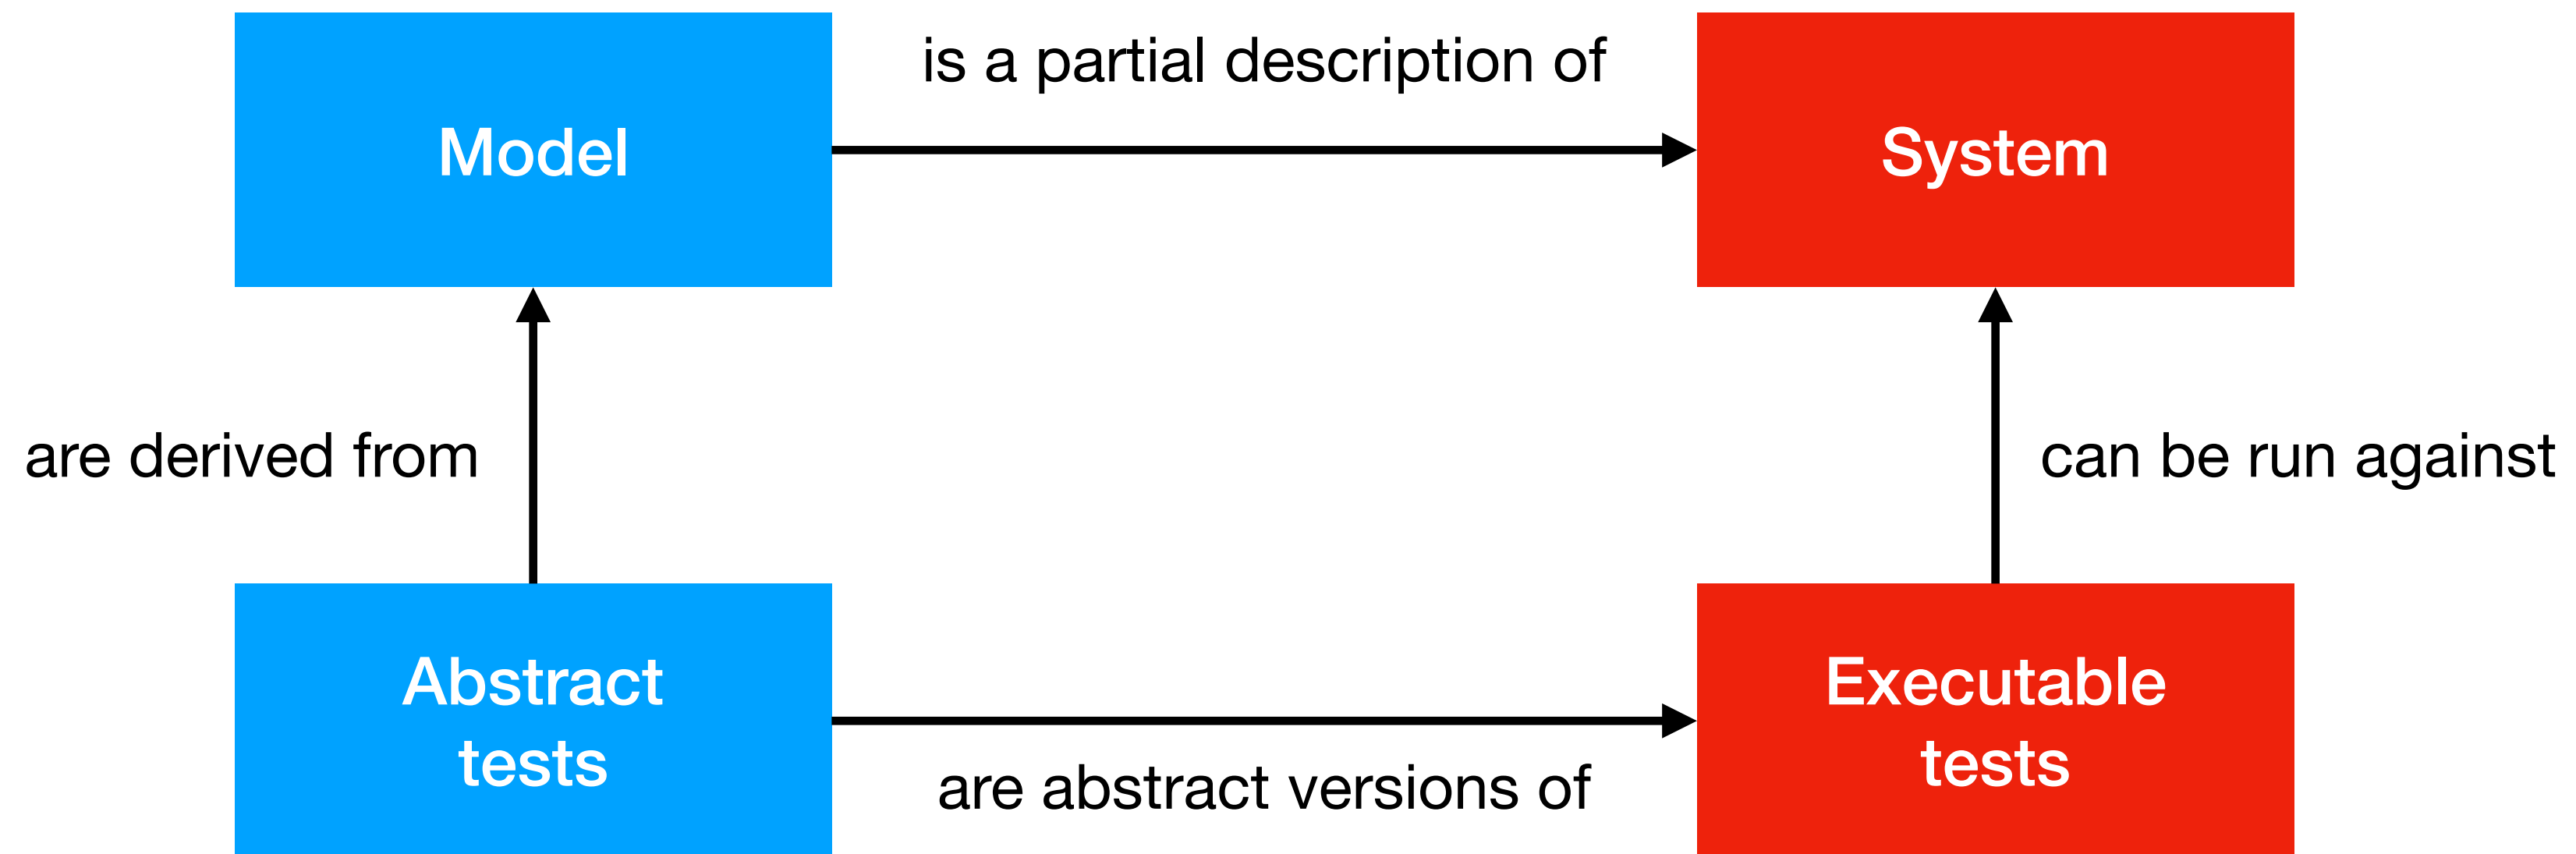 is a partial description of
Model
System
are derived from
can be run against
Abstract
tests
Executable
tests
are abstract versions of